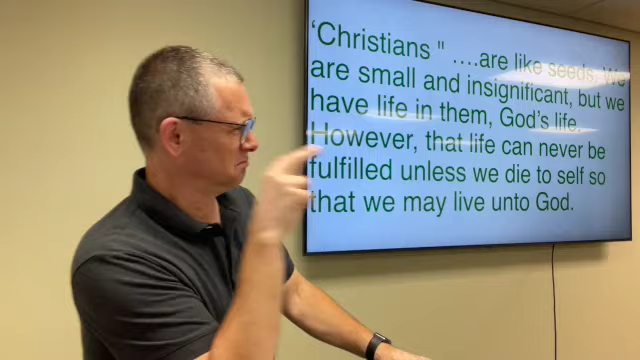 ‘Christians " ....are like seeds; We
are small and insignificant, but we
have life in them, God's life.
However, that life can never be
fulfilled unless we die to self so
that we may live unto God.